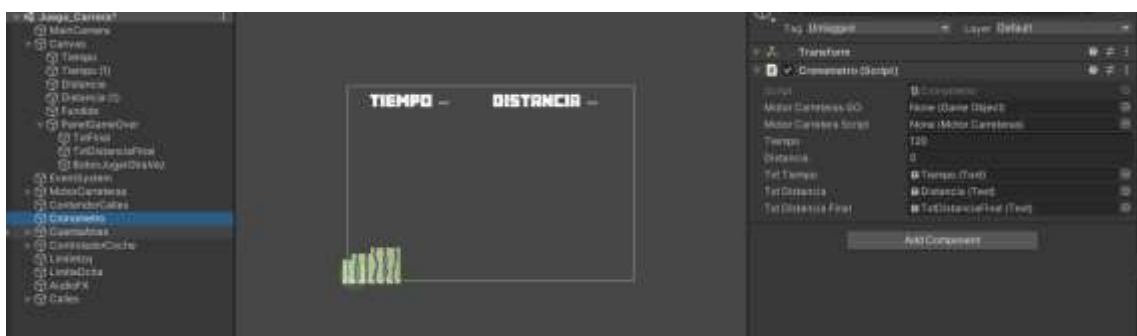 Juego_Carrera*
MainCamera
Canvas
Tiempo
Tiempo (1)
Distancia
Distancia (1)
Fundido
PanelGameOver
TxtFinal
TxtDistanciaFinal
BotonJugarOtraVez
EventSystem
MotorCarreteras
ContenedorCalles
Cronometro
CuentaAtras
ControladorCoche
LimiteIzq
LimiteDcha
AudioFX
Calles
TIEMPO -- DISTANCIA --
Tag Untagged Layer Default
Transform
Cronometro (Script)
Script Cronometro
Motor Carreteras GO None (Game Object)
Motor Carretera Script None (Motor Carreteras)
Tiempo 120
Distancia 0
Txt Tiempo Tiempo (Text)
Txt Distancia Distancia (Text)
Txt Distancia Final TxtDistanciaFinal (Text)
Add Component